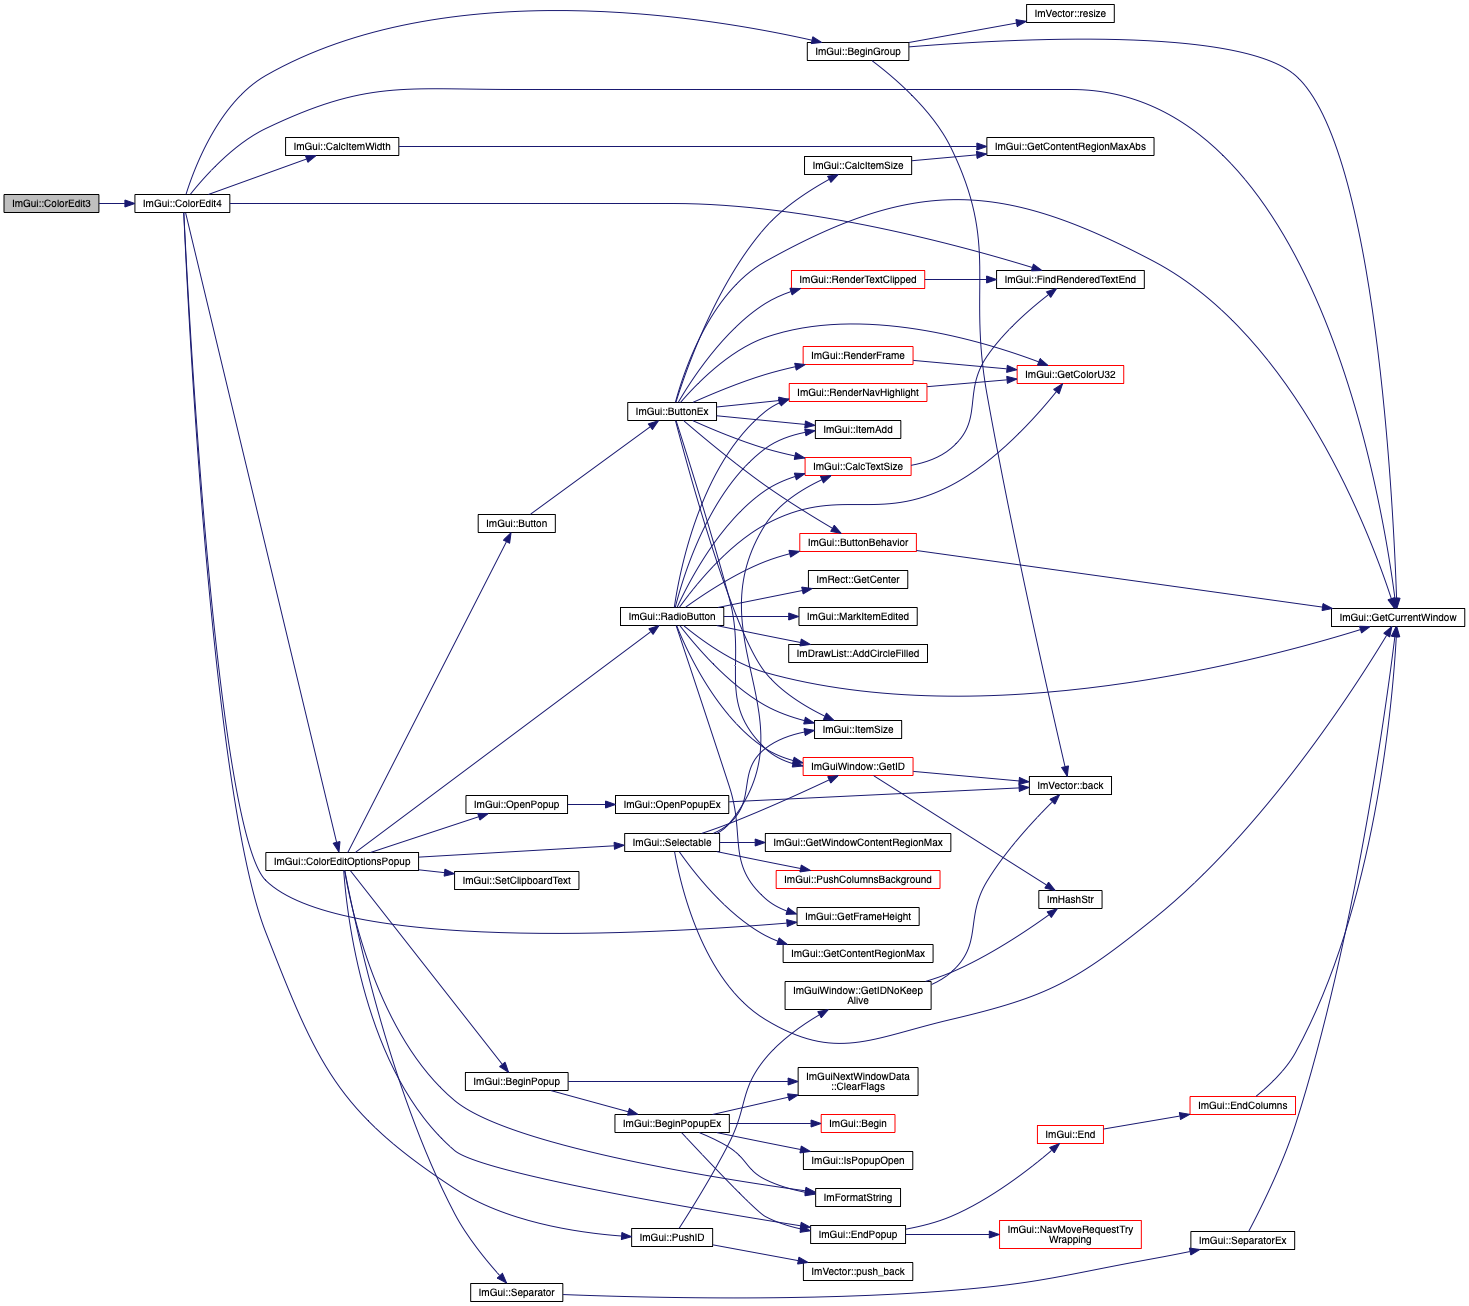 ImVector::resize
ImGui::BeginGroup
ImGui::CalcItemWidth
ImGui::GetContentRegionMaxAbs
ImGui::CalcItemSize
ImGui::ColorEdit3
ImGui::ColorEdit4
ImGui::RenderTextClipped
ImGui::FindRenderedTextEnd
ImGui::RenderFrame
ImGui::GetColorU32
ImGui::RenderNavHighlight
ImGui::ButtonEx
ImGui::ItemAdd
ImGui::CalcTextSize
ImGui::Button
ImGui::ButtonBehavior
ImRect::GetCenter
ImGui::RadioButton
ImGui::MarkItemEdited
ImGui::GetCurrentWindow
ImDrawList::AddCircleFilled
ImGui::ItemSize
ImGuiWindow::GetID
ImVector::back
ImGui::OpenPopup
ImGui::OpenPopupEx
ImGui::Selectable
ImGui::GetWindowContentRegionMax
ImGui::ColorEditOptionsPopup
ImGui::SetClipboardText
ImGui::PushColumnsBackground
ImHashStr
ImGui::GetFrameHeight
ImGui::GetContentRegionMax
ImGuiWindow::GetIDNoKeep
Alive
ImGui::BeginPopup
ImGuiNextWindowData
::ClearFlags
ImGui::EndColumns
ImGui::BeginPopupEx
ImGui::Begin
ImGui::End
ImGui::IsPopupOpen
ImFormatString
ImGui::PushID
ImGui::EndPopup
ImGui::NavMoveRequestTry
Wrapping
ImGui::SeparatorEx
ImVector::push_back
ImGui::Separator